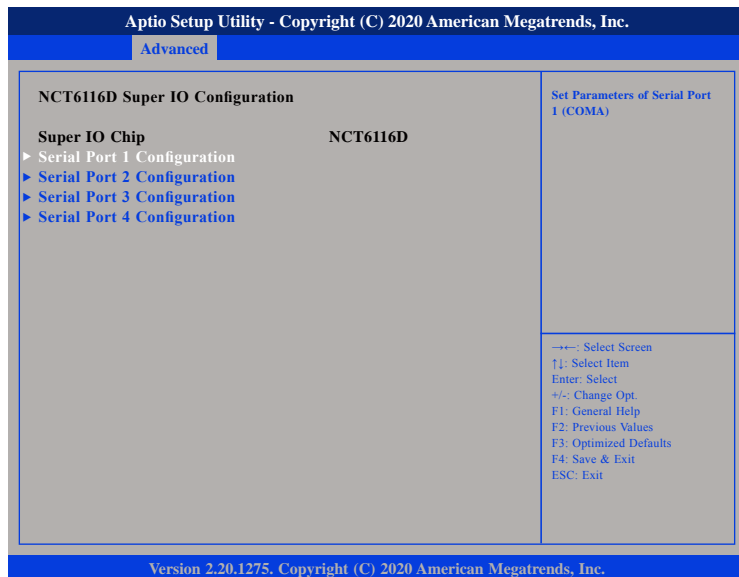 Aptio Setup Utility - Copyright (C) 2020 American Megatrends, Inc.
Advanced
NCT6116D Super IO Configuration
Super IO Chip NCT6116D
▶ Serial Port 1 Configuration
▶ Serial Port 2 Configuration
▶ Serial Port 3 Configuration
▶ Serial Port 4 Configuration
Set Parameters of Serial Port
1 (COMA)
→←: Select Screen
↑↓: Select Item
Enter: Select
+/-: Change Opt.
F1: General Help
F2: Previous Values
F3: Optimized Defaults
F4: Save & Exit
ESC: Exit
Version 2.20.1275. Copyright (C) 2020 American Megatrends, Inc.